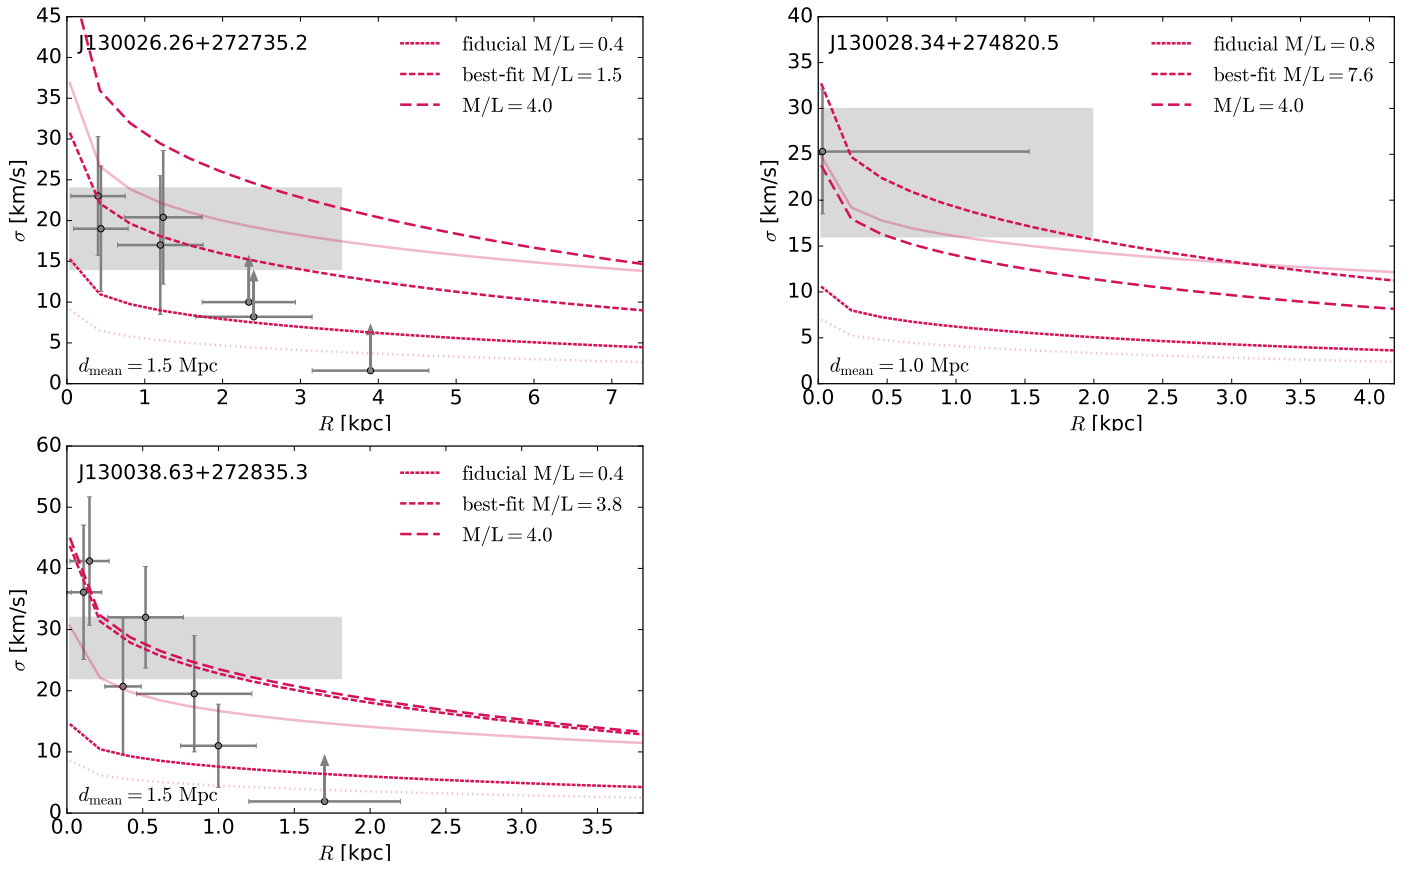 J130026.26+272735.2
fiducial M/L = 0.4
best-fit M/L = 1.5
M/L = 4.0
45
40
35
30
25
20
15
10
5
0
σ [km/s]
d_mean = 1.5 Mpc
0 1 2 3 4 5 6 7
R [kpc]
J130028.34+274820.5
fiducial M/L = 0.8
best-fit M/L = 7.6
M/L = 4.0
40
35
30
25
20
15
10
5
0
σ [km/s]
d_mean = 1.0 Mpc
0.0 0.5 1.0 1.5 2.0 2.5 3.0 3.5 4.0
R [kpc]
J130038.63+272835.3
fiducial M/L = 0.4
best-fit M/L = 3.8
M/L = 4.0
60
50
40
30
20
10
0
σ [km/s]
d_mean = 1.5 Mpc
0.0 0.5 1.0 1.5 2.0 2.5 3.0 3.5
R [kpc]